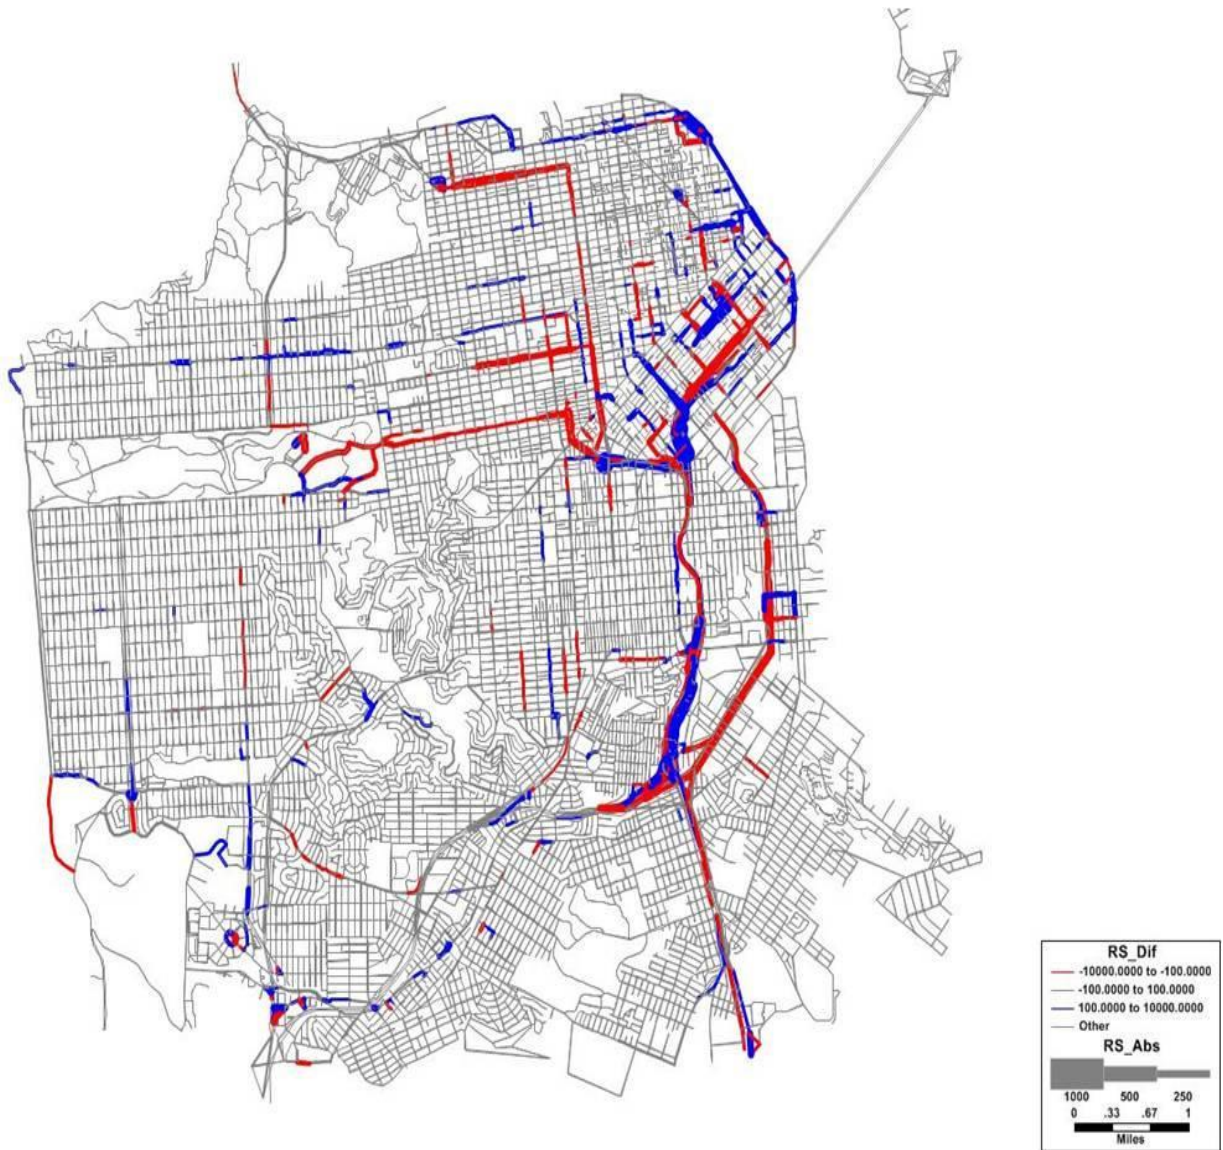 RS_Dif
-10000.0000 to -100.0000
-100.0000 to 100.0000
100.0000 to 10000.0000
Other
RS_Abs
1000 500 250
0 .33 .67 1
Miles